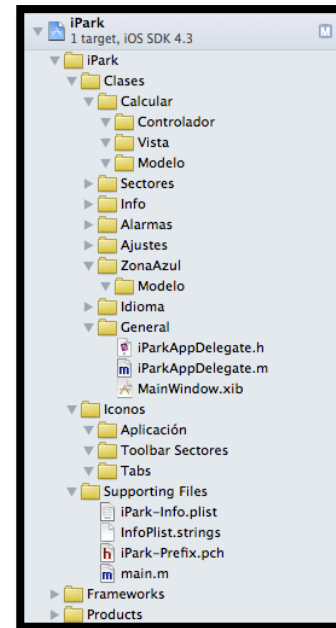 iPark
1 target, iOS SDK 4.3
M
iPark
Clases
Calcular
Controlador
Vista
Modelo
Sectores
Info
Alarmas
Ajustes
ZonaAzul
Modelo
Idioma
General
h iParkAppDelegate.h
m iParkAppDelegate.m
MainWindow.xib
Iconos
Aplicación
Toolbar Sectores
Tabs
Supporting Files
iPark-Info.plist
InfoPlist.strings
h iPark-Prefix.pch
m main.m
Frameworks
Products